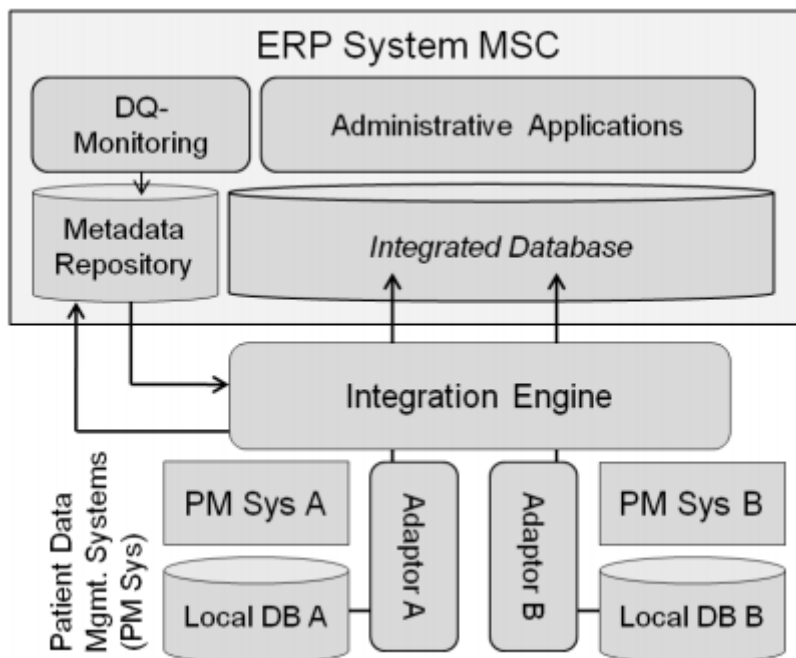 ERP System MSC
DQ-
Monitoring
Administrative Applications
Metadata
Repository
Integrated Database
Integration Engine
Patient Data
Mgmt. Systems
(PM Sys)
PM Sys A
Adaptor A
Adaptor B
PM Sys B
Local DB A
Local DB B